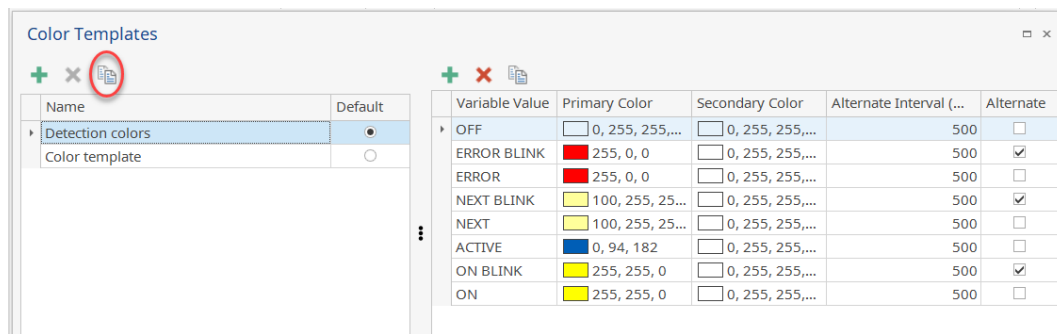 Color Templates
Name Default
Detection colors
Color template
Variable Value Primary Color Secondary Color Alternate Interval (... Alternate
OFF 0, 255, 255,... 0, 255, 255,... 500
ERROR BLINK 255, 0, 0 0, 255, 255,... 500
ERROR 255, 0, 0 0, 255, 255,... 500
NEXT BLINK 100, 255, 25... 0, 255, 255,... 500
NEXT 100, 255, 25... 0, 255, 255,... 500
ACTIVE 0, 94, 182 0, 255, 255,... 500
ON BLINK 255, 255, 0 0, 255, 255,... 500
ON 255, 255, 0 0, 255, 255,... 500